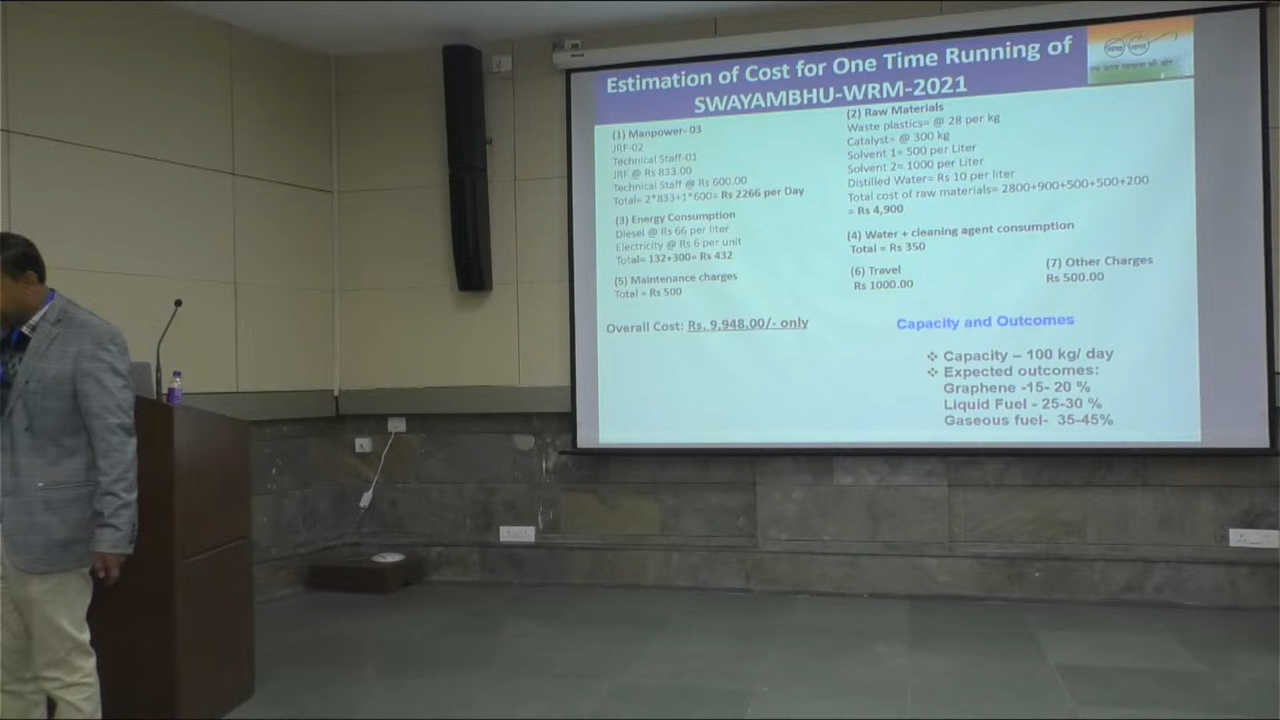 Estimation of Cost for One Time Running of
SWAYAMBHU-WRM-2021
(1) Manpower- 03
JRF-02
Technical Staff-01
JRF @ Rs 833.00
Technical Staff @ Rs 600.00
Total= 2*833+1*600= Rs 2266 per Day
(3) Energy Consumption
Diesel @ Rs 66 per liter
Electricity @ Rs 6 per unit
Total= 132+300= Rs 432
(5) Maintenance charges
Total = Rs 500
Overall Cost: Rs. 9,948.00/- only
(2) Raw Materials
Waste plastics= @ 28 per kg
Catalyst= @ 300 kg
Solvent 1= 500 per Liter
Solvent 2= 1000 per Liter
Distilled Water= Rs 10 per liter
Total cost of raw materials= 2800+900+500+500+200
= Rs 4,900
(4) Water + cleaning agent consumption
Total = Rs 350
(6) Travel
Rs 1000.00
(7) Other Charges
Rs 500.00
Capacity and Outcomes
❖ Capacity – 100 kg/ day
❖ Expected outcomes:
Graphene -15- 20 %
Liquid Fuel - 25-30 %
Gaseous fuel- 35-45%
स्वच्छ भारत
एक कदम स्वच्छता की ओर